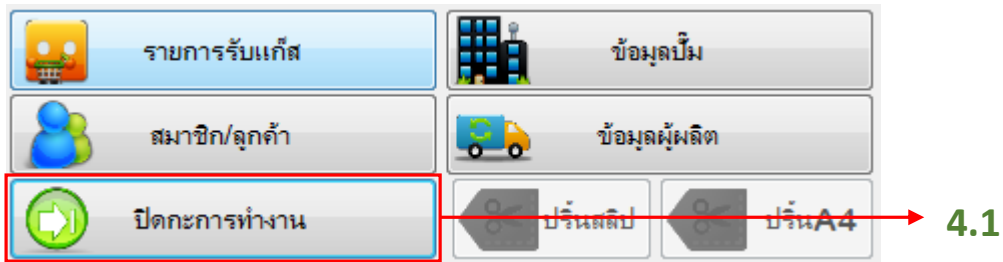 รายการรับแก๊ส
ข้อมูลปั๊ม
สมาชิก/ลูกค้า
ข้อมูลผู้ผลิต
ปิดกะการทำงาน
ปริ้นสลิป
ปริ้นA4
4.1